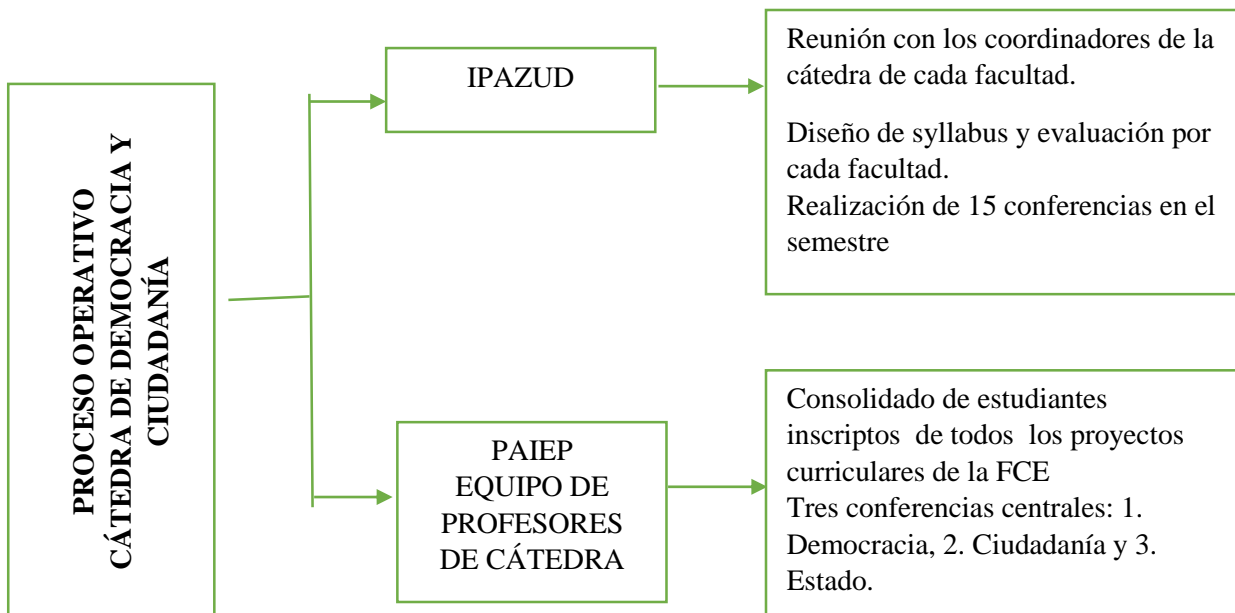 PROCESO OPERATIVO
CÁTEDRA DE DEMOCRACIA Y
CIUDADANÍA
IPAZUD
Reunión con los coordinadores de la
cátedra de cada facultad.
Diseño de syllabus y evaluación por
cada facultad.
Realización de 15 conferencias en el
semestre
PAIEP
EQUIPO DE
PROFESORES
DE CÁTEDRA
Consolidado de estudiantes
inscriptos  de todos  los proyectos
curriculares de la FCE
Tres conferencias centrales: 1.
Democracia, 2. Ciudadanía y 3.
Estado.